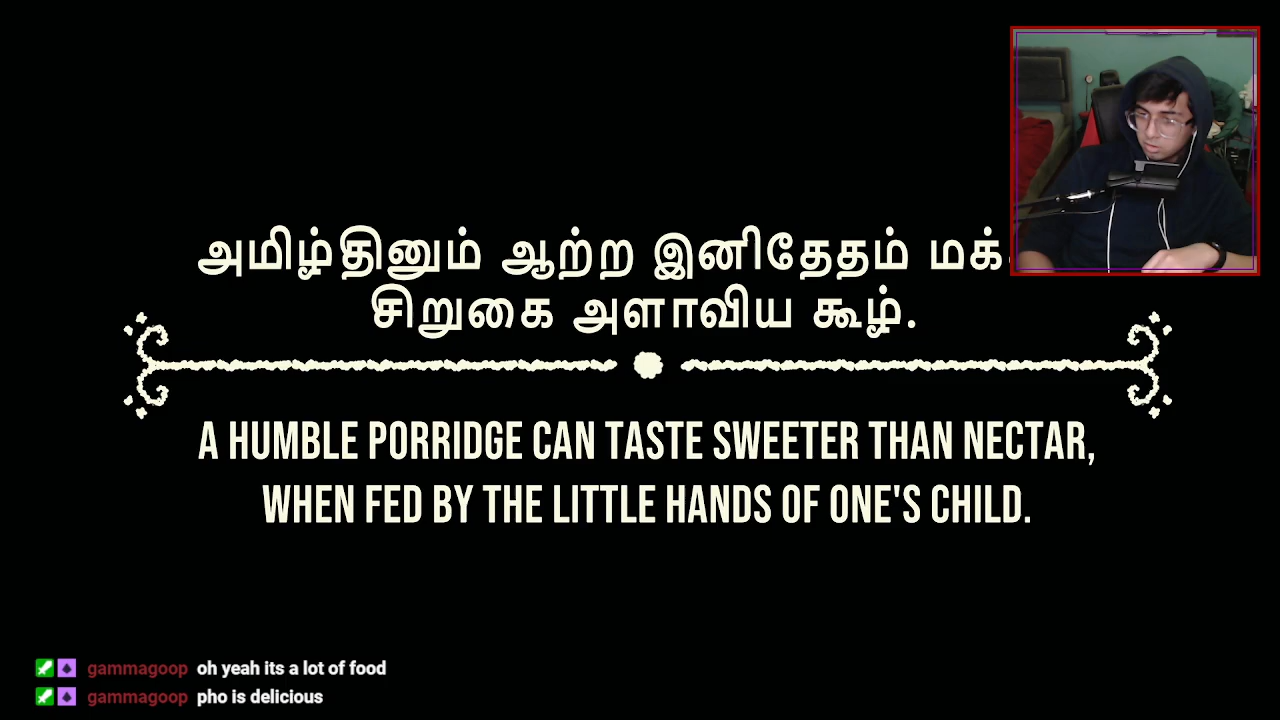 அமிழ்தினும் ஆற்ற இனிதேதம்
சிறுகை அளாவிய கூழ்.
A HUMBLE PORRIDGE CAN TASTE SWEETER THAN NECTAR,
WHEN FED BY THE LITTLE HANDS OF ONE'S CHILD.
gammagoop oh yeah its a lot of food
gammagoop pho is delicious